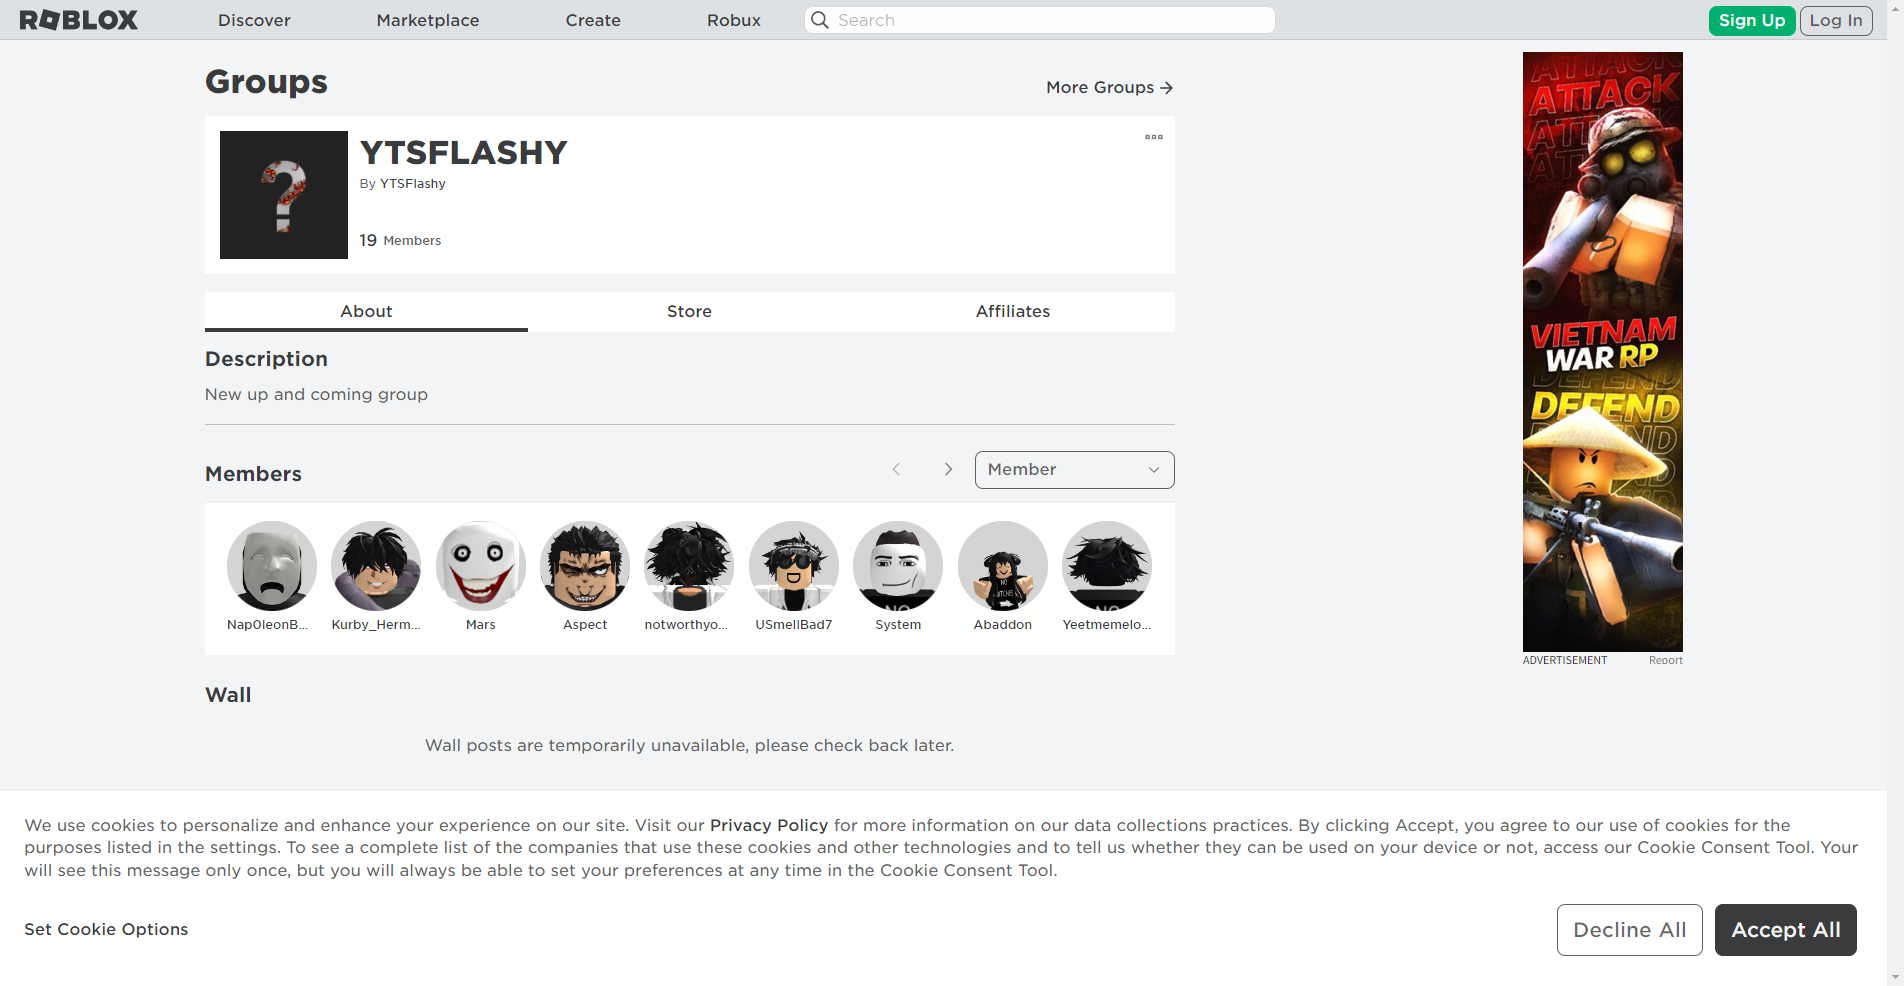 ROBLOX
Discover
Marketplace
Create
Robux
Search
Sign Up
Log In
Groups
More Groups
YTSFLASHY
By YTSFlashy
19 Members
About
Store
Affiliates
Description
New up and coming group
Members
Member
Nap0leonB...
Kurby_Herm...
Mars
Aspect
notworthyo...
USmellBad7
System
Abaddon
Yeetmemelo...
Wall
Wall posts are temporarily unavailable, please check back later.
ATTACK
ATTACK
ATTACK
ATTACK
VIETNAM
WAR RP
DEFEND
DEFEND
DEFEND
ADVERTISEMENT
Report
We use cookies to personalize and enhance your experience on our site. Visit our Privacy Policy for more information on our data collections practices. By clicking Accept, you agree to our use of cookies for the
purposes listed in the settings. To see a complete list of the companies that use these cookies and other technologies and to tell us whether they can be used on your device or not, access our Cookie Consent Tool. Your
will see this message only once, but you will always be able to set your preferences at any time in the Cookie Consent Tool.
Set Cookie Options
Decline All
Accept All